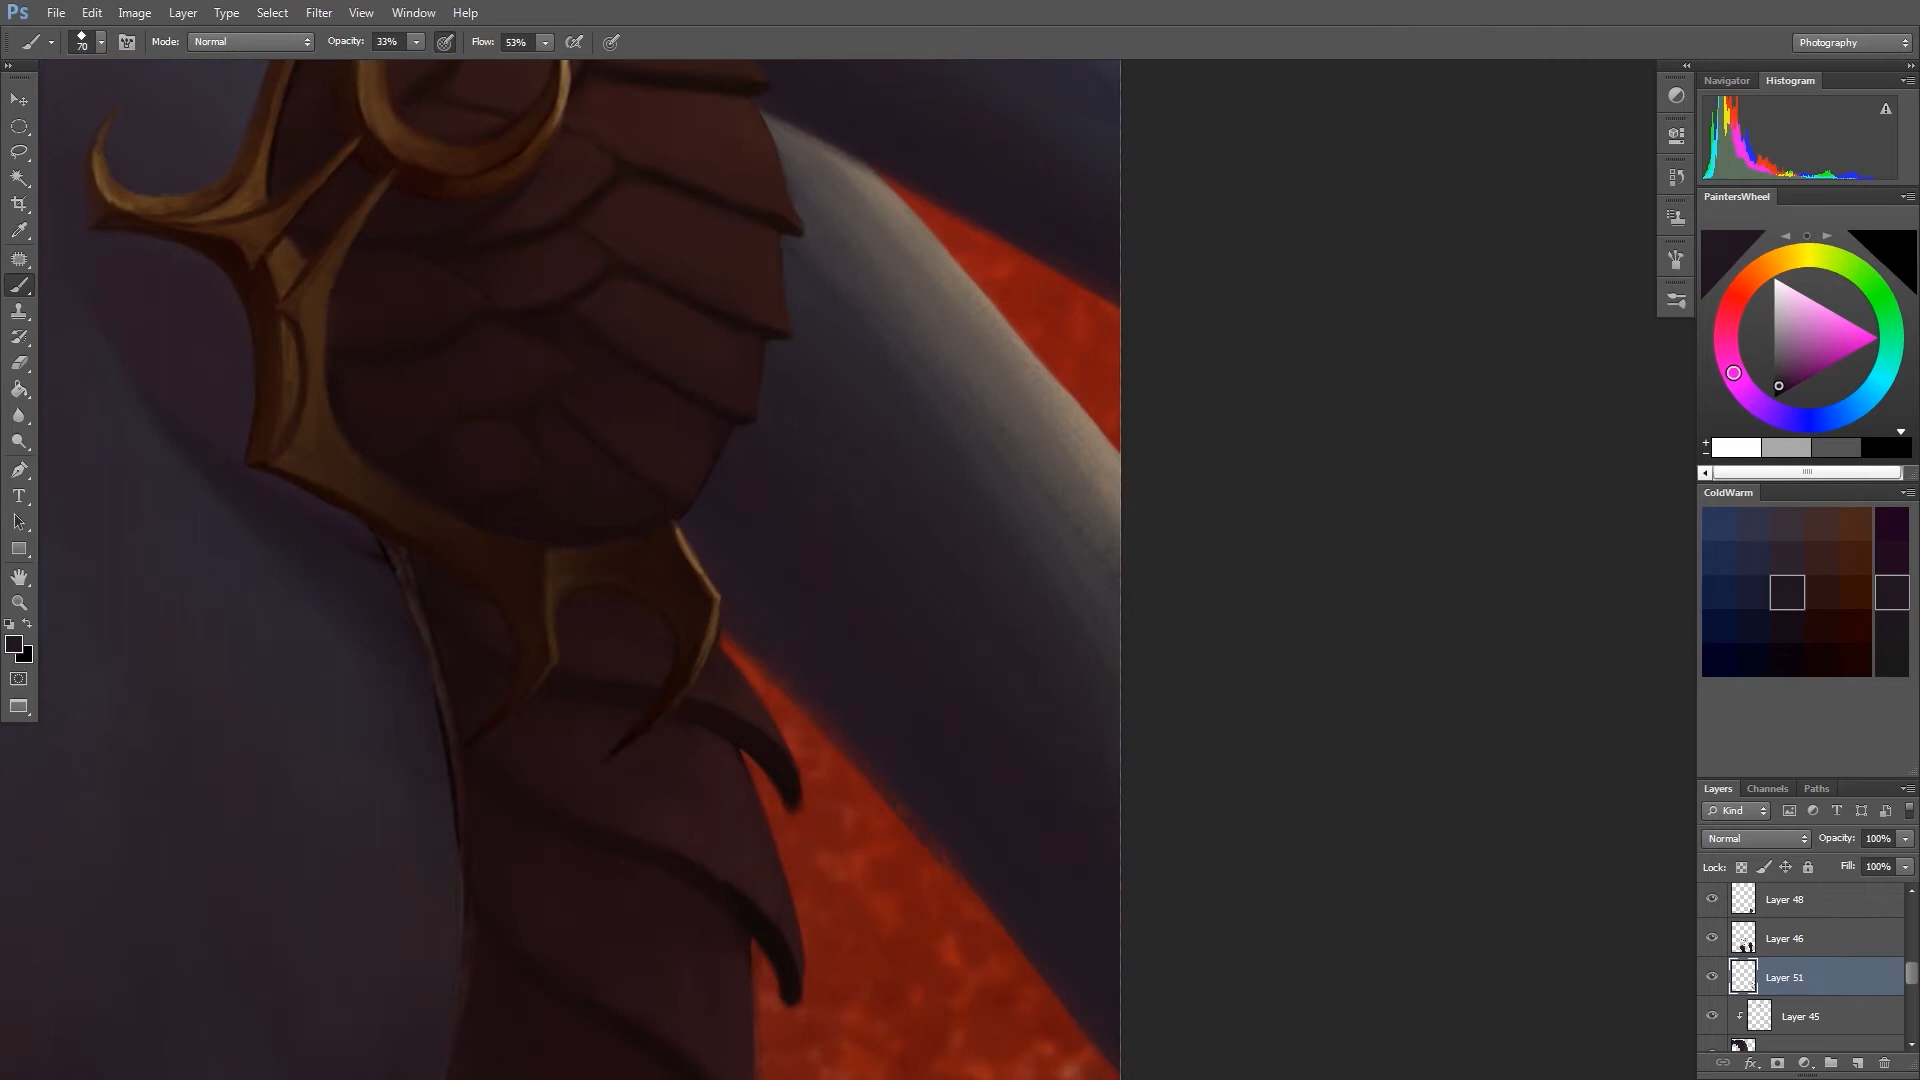 Ps File Edit Image Layer Type Select Filter View Window Help
70 Mode: Normal Opacity: 33% Flow: 53% Photography
Navigator Histogram
PaintersWheel
ColdWarm
Layers Channels Paths
Kind
Normal Opacity: 100%
Lock: Fill: 100%
Layer 48
Layer 46
Layer 51
Layer 45